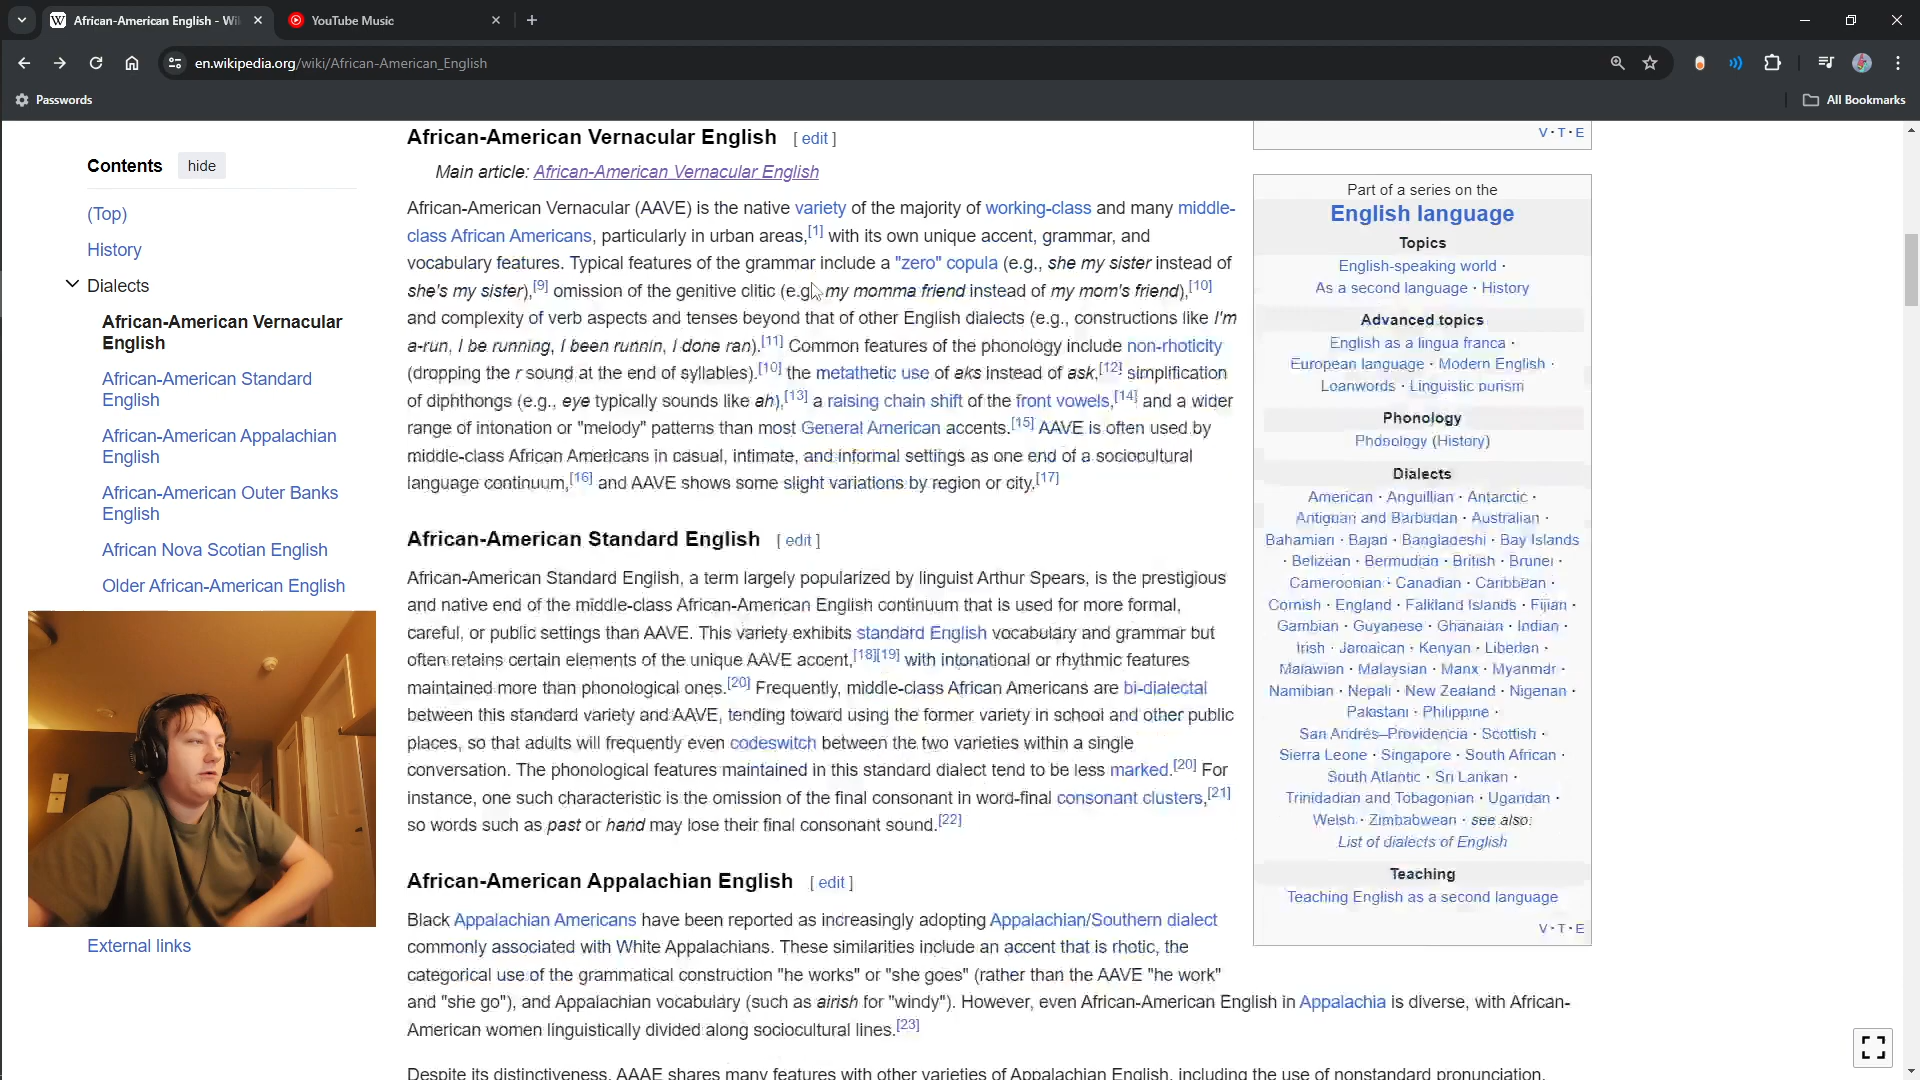 African-American English - Wi
YouTube Music
en.wikipedia.org/wiki/African-American_English
Passwords
All Bookmarks
Contents
hide
(Top)
History
Dialects
African-American Vernacular
English
African-American Standard
English
African-American Appalachian
English
African-American Outer Banks
English
African Nova Scotian English
Older African-American English
External links
African-American Vernacular English [ edit ]
Main article: African-American Vernacular English
African-American Vernacular (AAVE) is the native variety of the majority of working-class and many middle-
class African Americans, particularly in urban areas,[1] with its own unique accent, grammar, and
vocabulary features. Typical features of the grammar include a "zero" copula (e.g., she my sister instead of
she's my sister),[9] omission of the genitive clitic (e.g., my momma friend instead of my mom's friend),[10]
and complexity of verb aspects and tenses beyond that of other English dialects (e.g., constructions like I'm
a-run, I be running, I been runnin, I done ran).[11] Common features of the phonology include non-rhoticity
(dropping the r sound at the end of syllables),[10] the metathetic use of aks instead of ask,[12] simplification
of diphthongs (e.g., eye typically sounds like ah),[13] a raising chain shift of the front vowels,[14] and a wider
range of intonation or "melody" patterns than most General American accents.[15] AAVE is often used by
middle-class African Americans in casual, intimate, and informal settings as one end of a sociocultural
language continuum,[16] and AAVE shows some slight variations by region or city.[17]
African-American Standard English [ edit ]
African-American Standard English, a term largely popularized by linguist Arthur Spears, is the prestigious
and native end of the middle-class African-American English continuum that is used for more formal,
careful, or public settings than AAVE. This variety exhibits standard English vocabulary and grammar but
often retains certain elements of the unique AAVE accent,[18][19] with intonational or rhythmic features
maintained more than phonological ones.[20] Frequently, middle-class African Americans are bi-dialectal
between this standard variety and AAVE, tending toward using the former variety in school and other public
places, so that adults will frequently even codeswitch between the two varieties within a single
conversation. The phonological features maintained in this standard dialect tend to be less marked.[20] For
instance, one such characteristic is the omission of the final consonant in word-final consonant clusters,[21]
so words such as past or hand may lose their final consonant sound.[22]
African-American Appalachian English [ edit ]
Black Appalachian Americans have been reported as increasingly adopting Appalachian/Southern dialect
commonly associated with White Appalachians. These similarities include an accent that is rhotic, the
categorical use of the grammatical construction "he works" or "she goes" (rather than the AAVE "he work"
and "she go"), and Appalachian vocabulary (such as airish for "windy"). However, even African-American English in Appalachia is diverse, with African-
American women linguistically divided along sociocultural lines.[23]
Despite its distinctiveness, AAAE shares many features with other varieties of Appalachian English, including the use of nonstandard pronunciation,
V · T · E
Part of a series on the
English language
Topics
English-speaking world ·
As a second language · History
Advanced topics
English as a lingua franca ·
European language · Modern English ·
Loanwords · Linguistic purism
Phonology
Phonology (History)
Dialects
American · Anguillian · Antarctic ·
Antiguan and Barbudan · Australian ·
Bahamian · Bajan · Bangladeshi · Bay Islands
· Belizean · Bermudian · British · Brunei ·
Cameroonian · Canadian · Caribbean ·
Cornish · England · Falkland Islands · Fijian ·
Gambian · Guyanese · Ghanaian · Indian ·
Irish · Jamaican · Kenyan · Liberian ·
Malawian · Malaysian · Manx · Myanmar ·
Namibian · Nepali · New Zealand · Nigerian ·
Pakistani · Philippine ·
San Andrés–Providencia · Scottish ·
Sierra Leone · Singapore · South African ·
South Atlantic · Sri Lankan ·
Trinidadian and Tobagonian · Ugandan ·
Welsh · Zimbabwean · see also:
List of dialects of English
Teaching
Teaching English as a second language
V · T · E